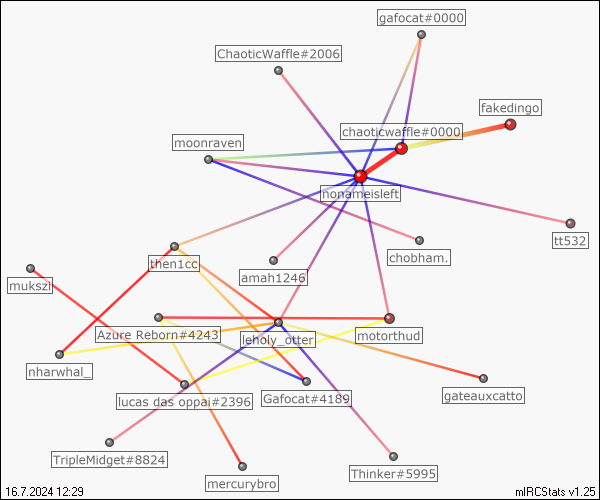 gafocat#0000
ChaoticWaffle#2006
fakedingo
chaoticwaffle#0000
moonraven
nonameisleft
tt532
chobham.
then1cc
amah1246
mukszi
Azure Reborn#4243
leholy_otter
motorthud
nharwhal_
lucas das oppai#2396
Gafocat#4189
gateauxcatto
TripleMidget#8824
mercurybro
Thinker#5995
16.7.2024 12:29
mIRCStats v1.25